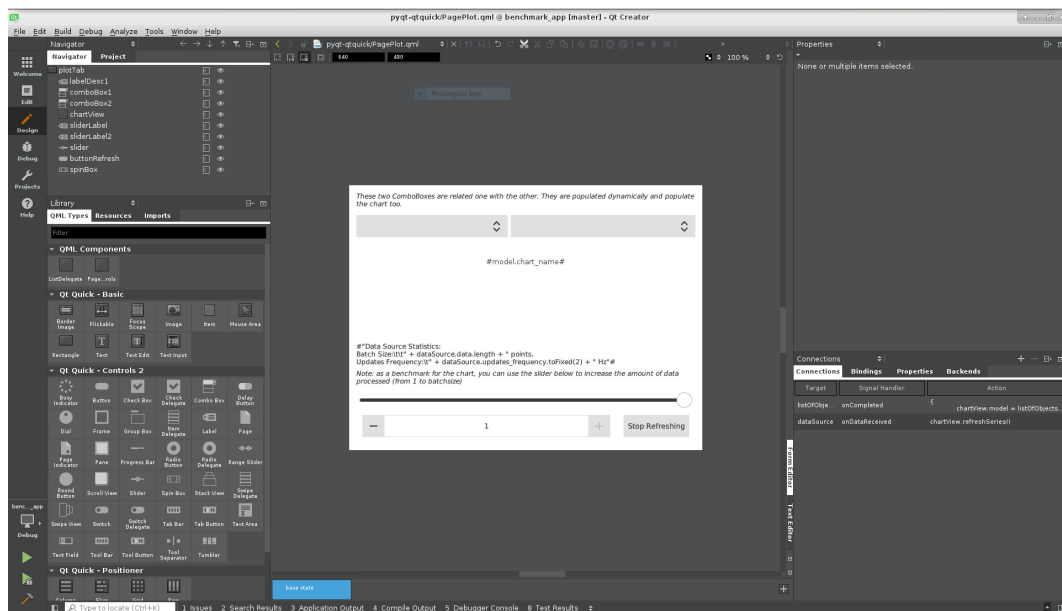 pyqt-qtquick/PagePlot.qml @ benchmark_app [master] - Qt Creator
File Edit Build Debug Analyze Tools Window Help
Navigator
pyqt-qtquick/PagePlot.qml
Properties
Navigator Project
640 480
100 %
Welcome
Edit
Design
Debug
Projects
Help
plotTab
labelDesc1
comboBox1
comboBox2
chartView
sliderLabel
sliderLabel2
slider
buttonRefresh
spinBox
None or multiple items selected.
Library
QML Types Resources Imports
Filter
QML Components
ListDelegate Page...rols
Qt Quick - Basic
Border Image Flickable Focus Scope Image Item Mouse Area
Rectangle Text Text Edit Text Input
Qt Quick - Controls 2
Busy Indicator Button Check Box Check Delegate Combo Box Delay Button
Dial Frame Group Box Item Delegate Label Page
Page Indicator Pane Progress Bar Radio Button Radio Delegate Range Slider
Round Button Scroll View Slider Spin Box Stack View Swipe Delegate
Swipe View Switch Switch Delegate Tab Bar Tab Button Text Area
Text Field Tool Bar Tool Button Tool Separator Tumbler
Qt Quick - Positioner
Column Flow Grid Row
benc..._app
Debug
These two ComboBoxes are related one with the other. They are populated dynamically and populate
the chart too.
#model.chart_name#
#"Data Source Statistics:
Batch Size:\t\t" + dataSource.data.length + " points.
Updates Frequency:\t" + dataSource.updates_frequency.toFixed(2) + " Hz"#
Note: as a benchmark for the chart, you can use the slider below to increase the amount of data
processed (from 1 to batchsize)
1
Stop Refreshing
Form Editor
Text Editor
base state
Connections
Connections Bindings Properties Backends
Target Signal Handler Action
listOfObje... onCompleted { chartView.model = listOfObjects...
dataSource onDataReceived chartView.refreshSeries()
Type to locate (Ctrl+K) 1 Issues 2 Search Results 3 Application Output 4 Compile Output 5 Debugger Console 8 Test Results